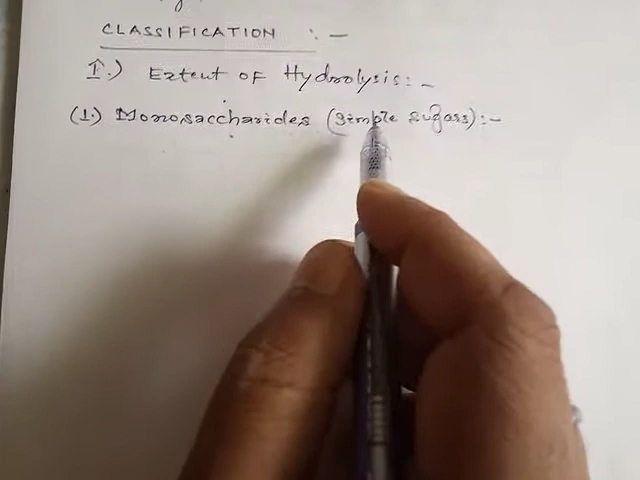 CLASSIFICATION :-
I.) Extent of Hydrolysis:-
(1.) Monosaccharides (Simple Sugars):-